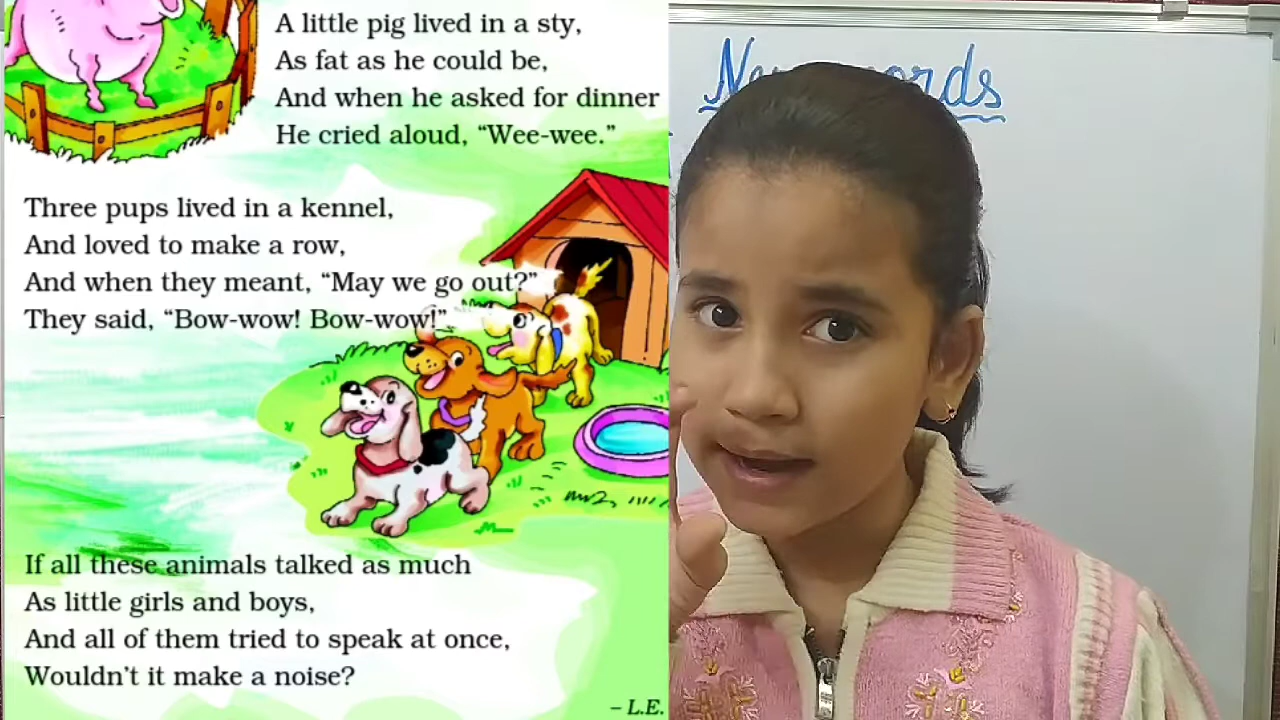 A little pig lived in a sty,
As fat as he could be,
And when he asked for dinner
He cried aloud, “Wee-wee.”
Three pups lived in a kennel,
And loved to make a row,
And when they meant, “May we go out?”
They said, “Bow-wow! Bow-wow!”
If all these animals talked as much
As little girls and boys,
And all of them tried to speak at once,
Wouldn’t it make a noise?
– L.E.